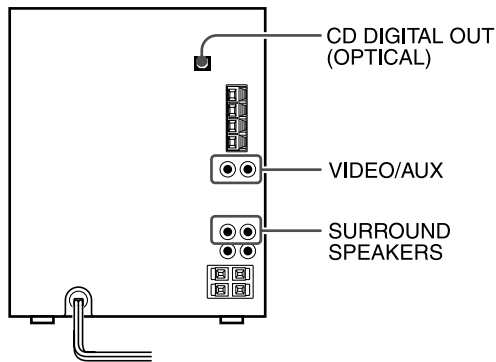 CD DIGITAL OUT
(OPTICAL)
VIDEO/AUX
SURROUND
SPEAKERS